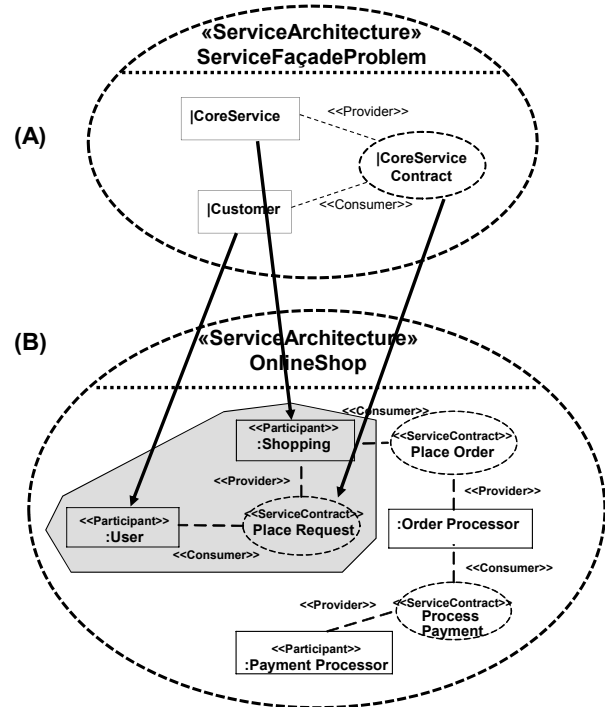 «ServiceArchitecture»
ServiceFaçadeProblem
(A)
|CoreService
<<Provider>>
|CoreService
Contract
|Customer
<<Consumer>>
(B)
«ServiceArchitecture»
OnlineShop
<<Participant>>
:Shopping
<<Consumer>>
<<ServiceContract>>
Place Order
<<Provider>>
<<Provider>>
<<Participant>>
:User
<<ServiceContract>>
Place Request
:Order Processor
<<Consumer>>
<<Consumer>>
<<Provider>>
<<ServiceContract>>
Process
Payment
<<Participant>>
:Payment Processor